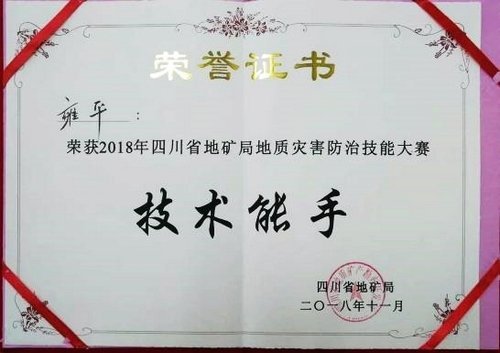 荣誉证书
雍平：
荣获2018年四川省地矿局地质灾害防治技能大赛
技术能手
四川省地矿局
二〇一八年十一月